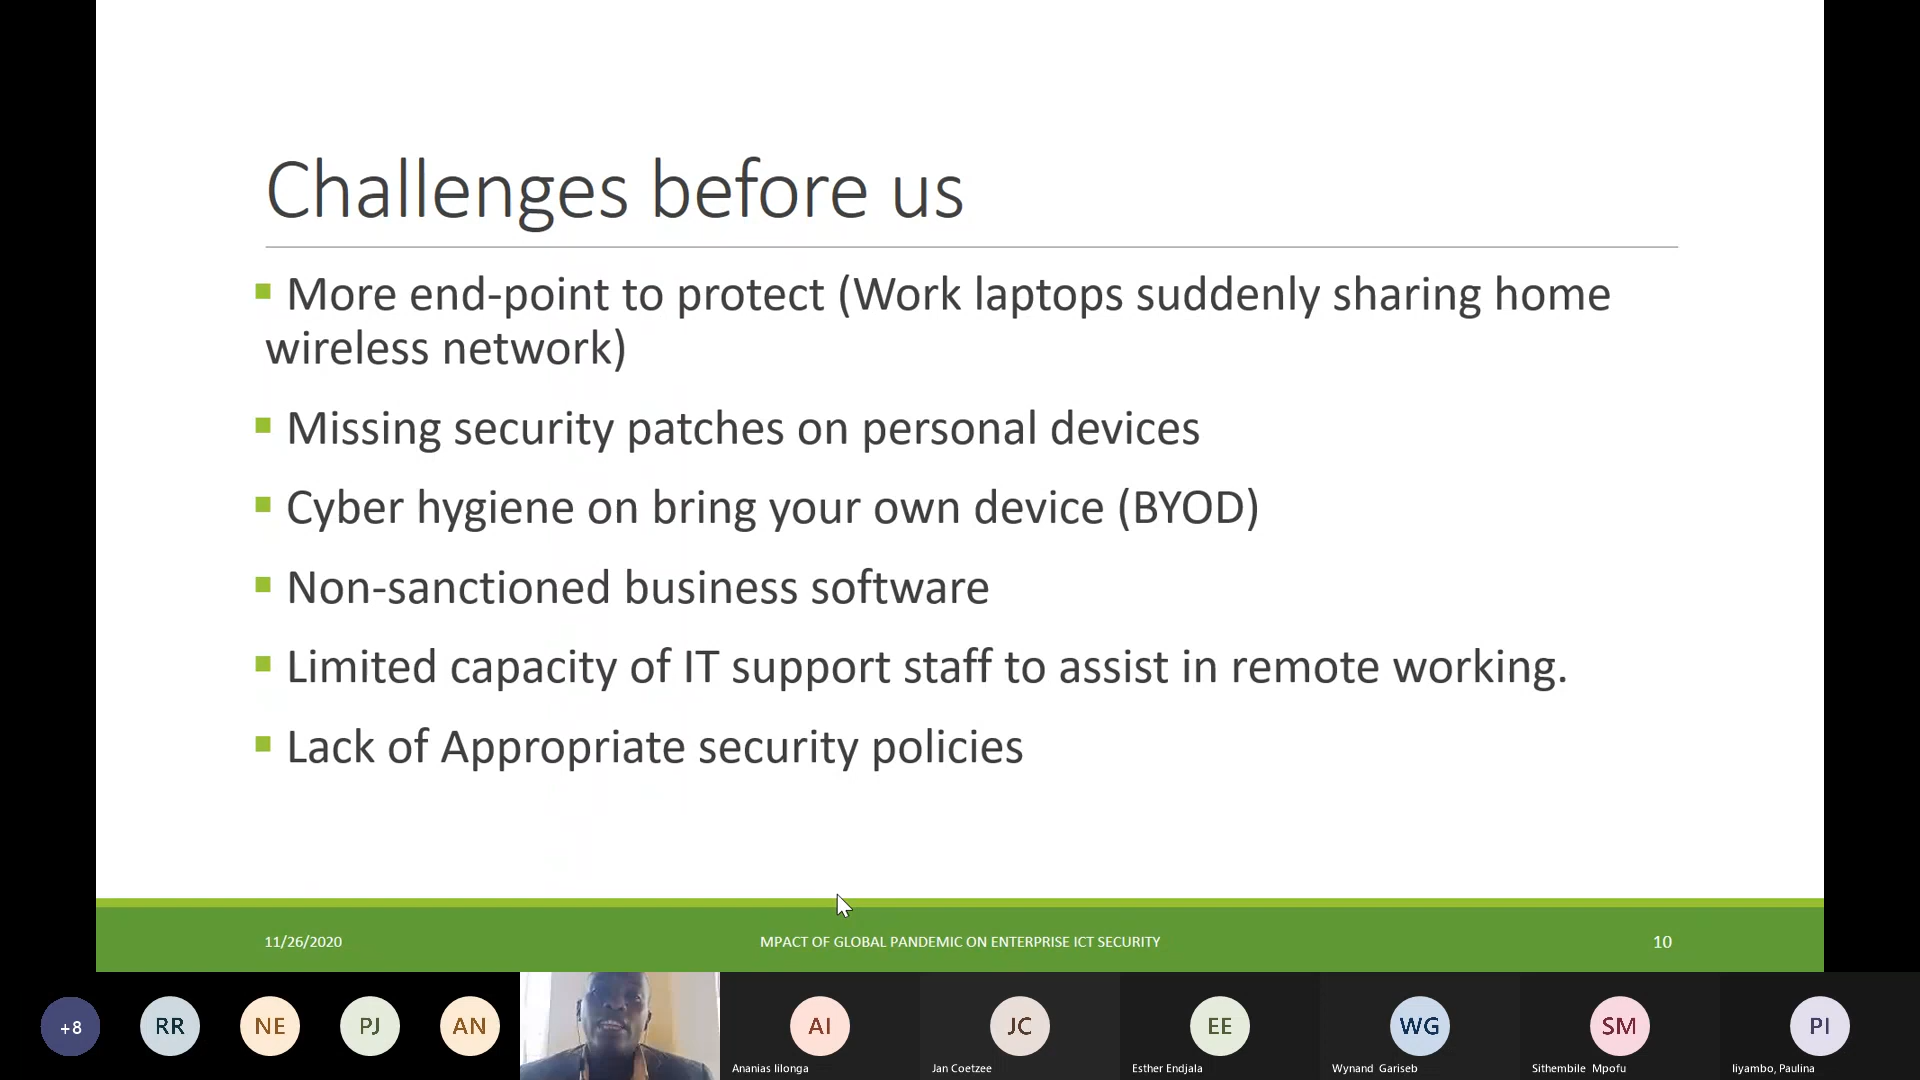 Challenges before us
More end-point to protect (Work laptops suddenly sharing home
wireless network)
Missing security patches on personal devices
Cyber hygiene on bring your own device (BYOD)
Non-sanctioned business software
Limited capacity of IT support staff to assist in remote working.
Lack of Appropriate security policies
11/26/2020
MPACT OF GLOBAL PANDEMIC ON ENTERPRISE ICT SECURITY
10
+8
RR
NE
PJ
AN
AI
JC
EE
WG
SM
PI
Ananias Iilonga
Jan Coetzee
Esther Endjala
Wynand Gariseb
Sithembile Mpofu
Iiyambo, Paulina